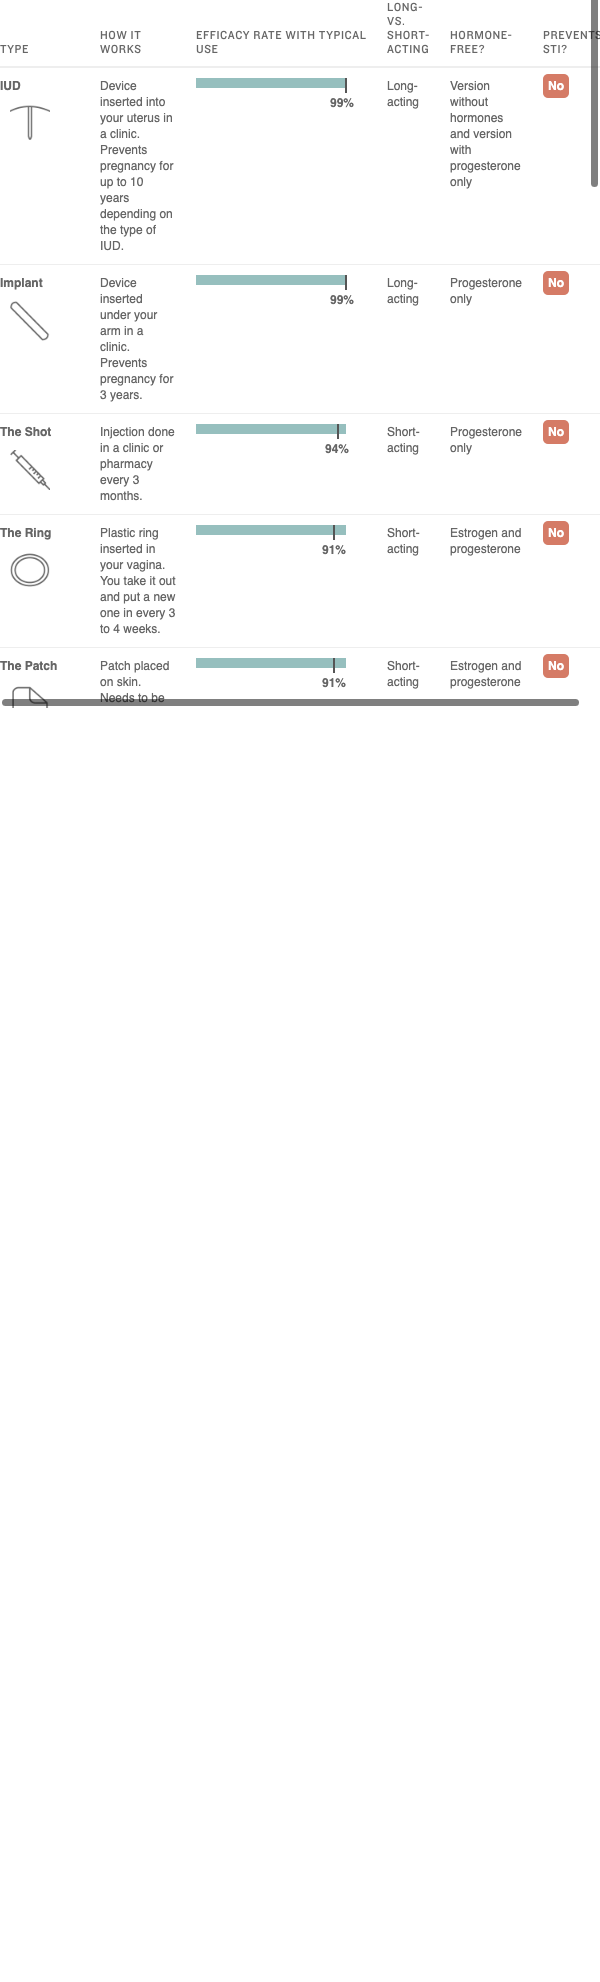 TYPE
HOW IT
WORKS
EFFICACY RATE WITH TYPICAL
USE
LONG-
VS.
SHORT-
ACTING
HORMONE-
FREE?
PREVENTS
STI?
IUD
Device
inserted into
your uterus in
a clinic.
Prevents
pregnancy for
up to 10
years
depending on
the type of
IUD.
99%
Long-
acting
Version
without
hormones
and version
with
progesterone
only
No
Implant
Device
inserted
under your
arm in a
clinic.
Prevents
pregnancy for
3 years.
99%
Long-
acting
Progesterone
only
No
The Shot
Injection done
in a clinic or
pharmacy
every 3
months.
94%
Short-
acting
Progesterone
only
No
The Ring
Plastic ring
inserted in
your vagina.
You take it out
and put a new
one in every 3
to 4 weeks.
91%
Short-
acting
Estrogen and
progesterone
No
The Patch
Patch placed
on skin.
Needs to be
91%
Short-
acting
Estrogen and
progesterone
No